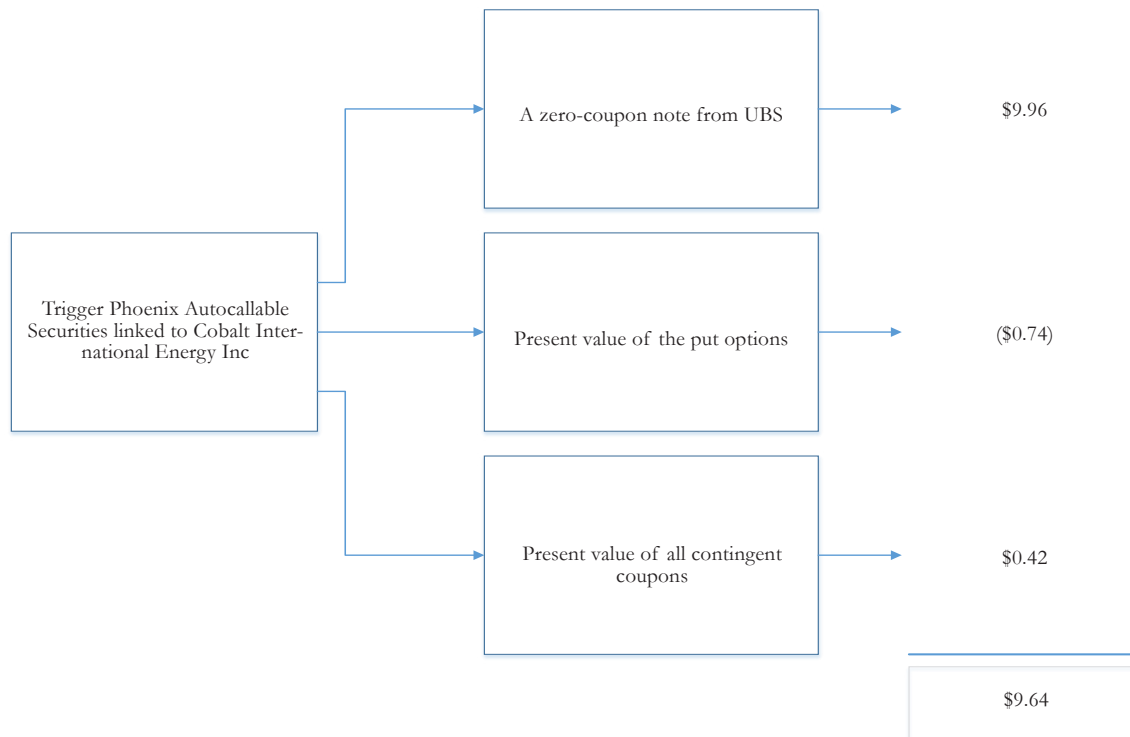 A zero-coupon note from UBS
$9.96
Trigger Phoenix Autocallable
Securities linked to Cobalt Inter-
national Energy Inc
Present value of the put options
($0.74)
Present value of all contingent
coupons
$0.42
$9.64